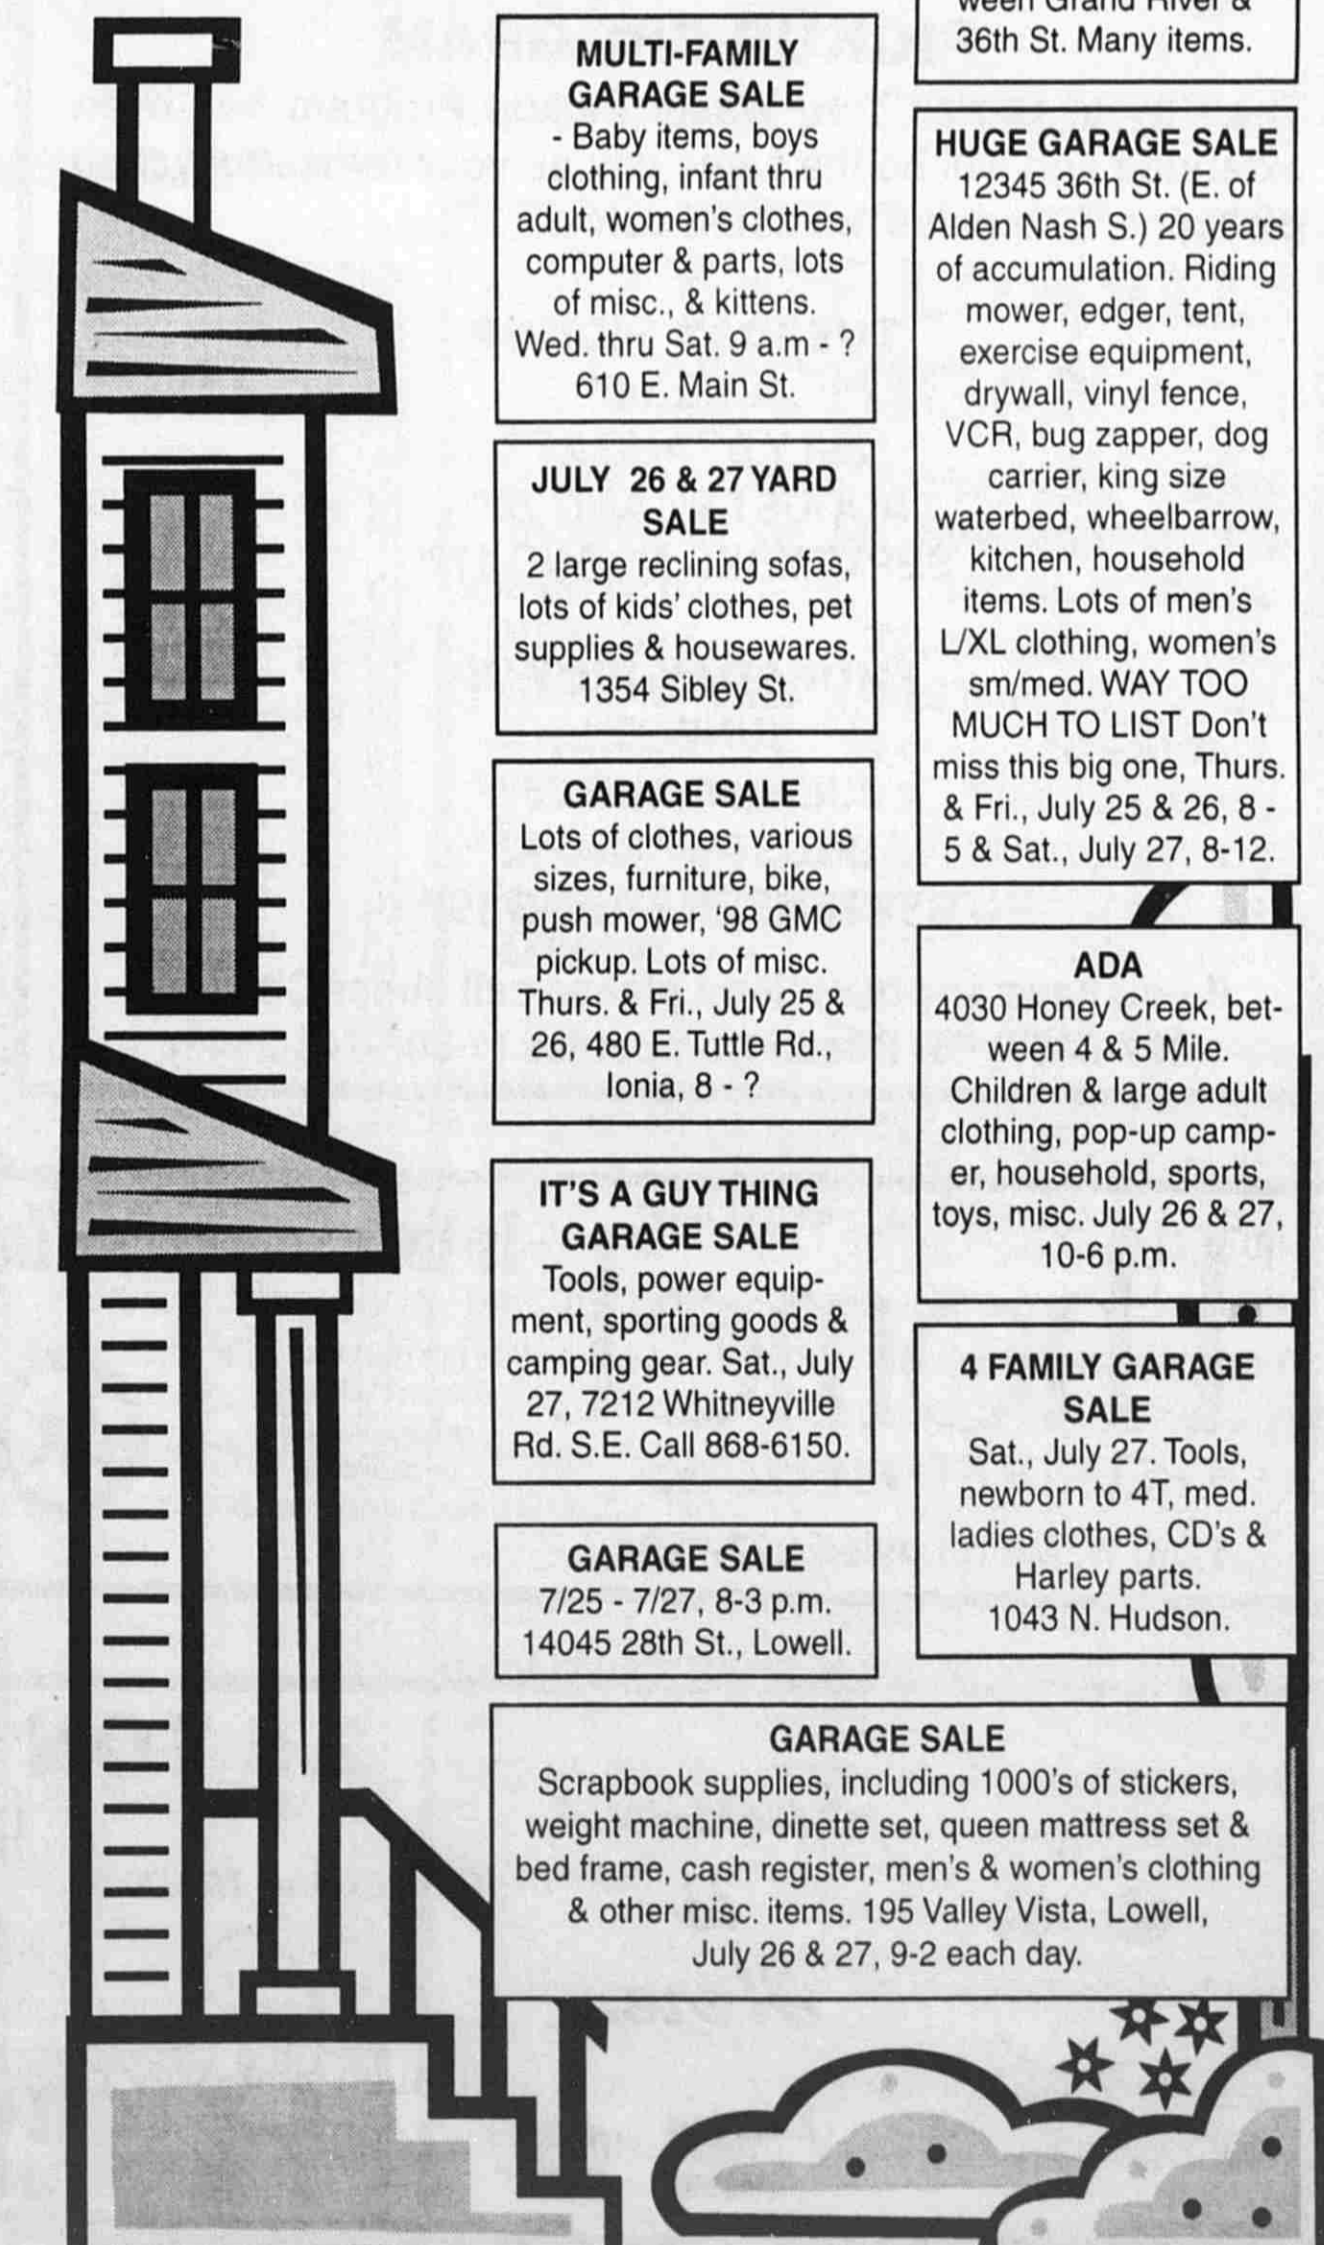 MULTI-FAMILY
GARAGE SALE
- Baby items, boys
clothing, infant thru
adult, women's clothes,
computer & parts, lots
of misc., & kittens.
Wed. thru Sat. 9 a.m - ?
610 E. Main St.
JULY 26 & 27 YARD
SALE
2 large reclining sofas,
lots of kids' clothes, pet
supplies & housewares.
1354 Sibley St.
GARAGE SALE
Lots of clothes, various
sizes, furniture, bike,
push mower, ‘98 GMC
pickup. Lots of misc.
Thurs. & Fri., July 25 &
26, 480 E. Tuttle Rd.,
Ionia, 8 - ?
IT'S A GUY THING
GARAGE SALE
Tools, power equip-
ment, sporting goods &
camping gear. Sat., July
27, 7212 Whitneyville
Rd. S.E. Call 868-6150.
GARAGE SALE
7/25 - 7/27, 8-3 p.m.
14045 28th St., Lowell.
ween Grand River &
36th St. Many items.
HUGE GARAGE SALE
12345 36th St. (E. of
Alden Nash S.) 20 years
of accumulation. Riding
mower, edger, tent,
exercise equipment,
drywall, vinyl fence,
VCR, bug zapper, dog
carrier, king size
waterbed, wheelbarrow,
kitchen, household
items. Lots of men's
L/XL clothing, women's
sm/med. WAY TOO
MUCH TO LIST Don't
miss this big one, Thurs.
& Fri., July 25 & 26, 8 -
5 & Sat., July 27, 8-12.
ADA
4030 Honey Creek, bet-
ween 4 & 5 Mile.
Children & large adult
clothing, pop-up camp-
er, household, sports,
toys, misc. July 26 & 27,
10-6 p.m.
4 FAMILY GARAGE
SALE
Sat., July 27. Tools,
newborn to 4T, med.
ladies clothes, CD's &
Harley parts.
1043 N. Hudson.
GARAGE SALE
Scrapbook supplies, including 1000's of stickers,
weight machine, dinette set, queen mattress set &
bed frame, cash register, men's & women's clothing
& other misc. items. 195 Valley Vista, Lowell,
July 26 & 27, 9-2 each day.